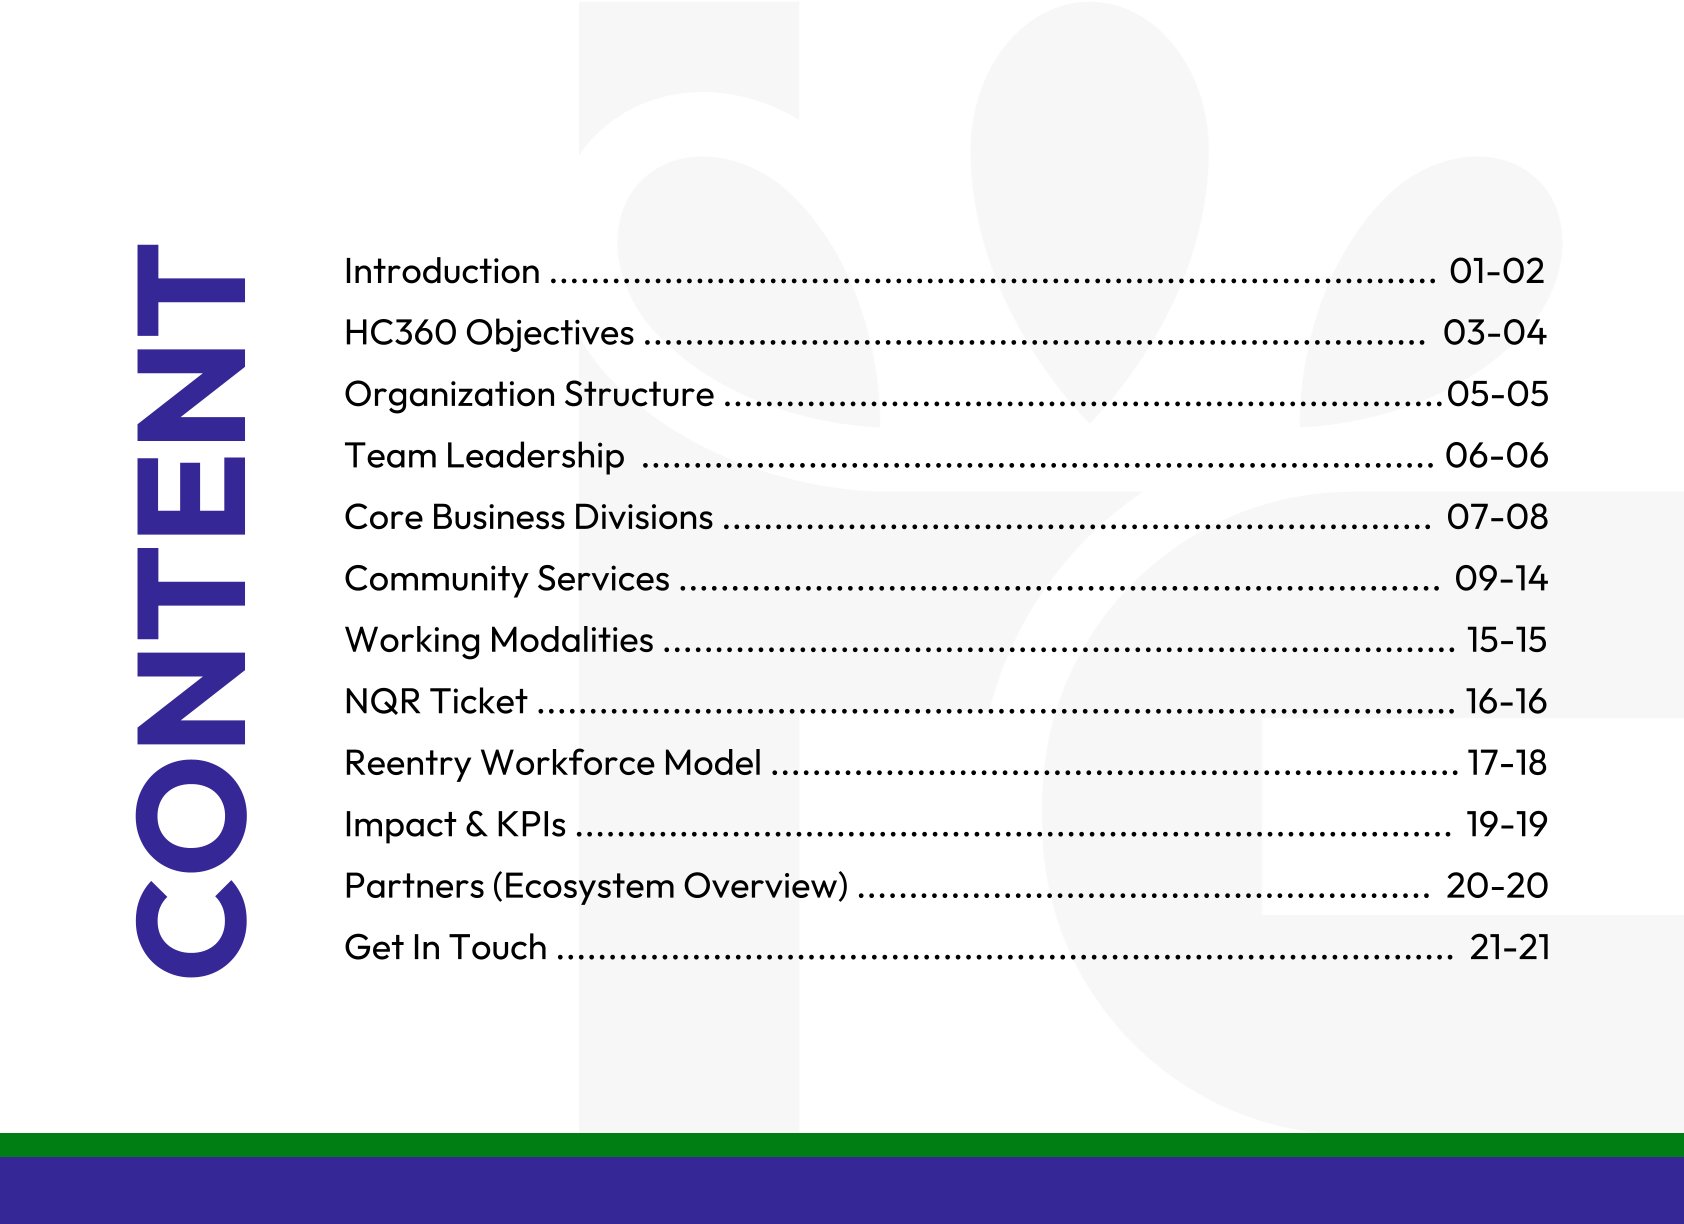 CONTENT
Introduction ..................................................................................... 01-02
HC360 Objectives ........................................................................... 03-04
Organization Structure .....................................................................05-05
Team Leadership ............................................................................ 06-06
Core Business Divisions .................................................................... 07-08
Community Services ......................................................................... 09-14
Working Modalities ............................................................................ 15-15
NQR Ticket ........................................................................................ 16-16
Reentry Workforce Model .................................................................. 17-18
Impact & KPIs .................................................................................... 19-19
Partners (Ecosystem Overview) ....................................................... 20-20
Get In Touch ...................................................................................... 21-21